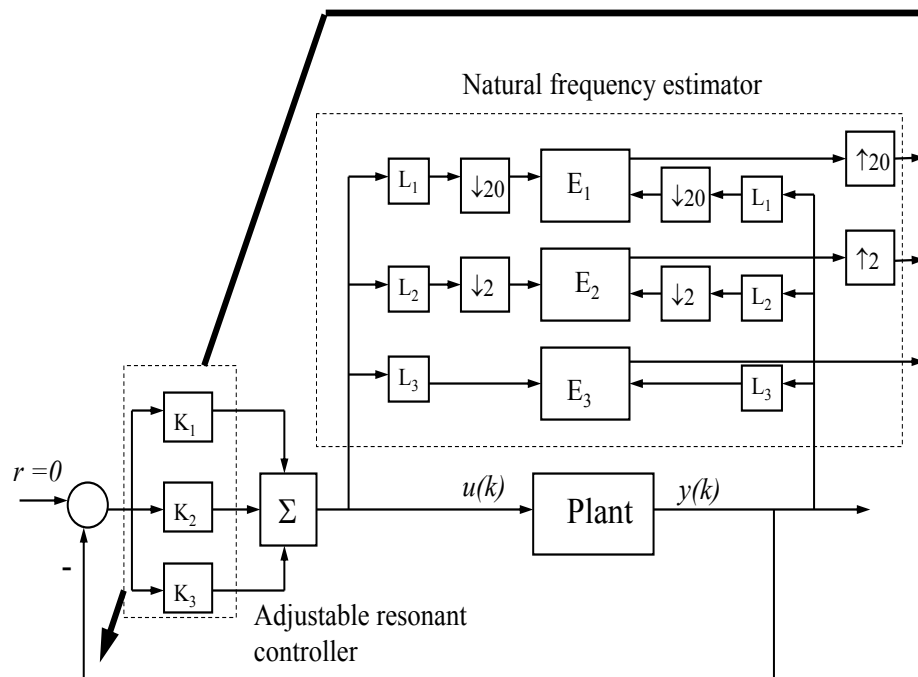 Natural frequency estimator
L₁ ↓20 E₁ ↓20 L₁ ↑20
L₂ ↓2 E₂ ↓2 L₂ ↑2
L₃ E₃ L₃
K₁
r =0
K₂ Σ u(k) Plant y(k)
-
K₃
Adjustable resonant
controller